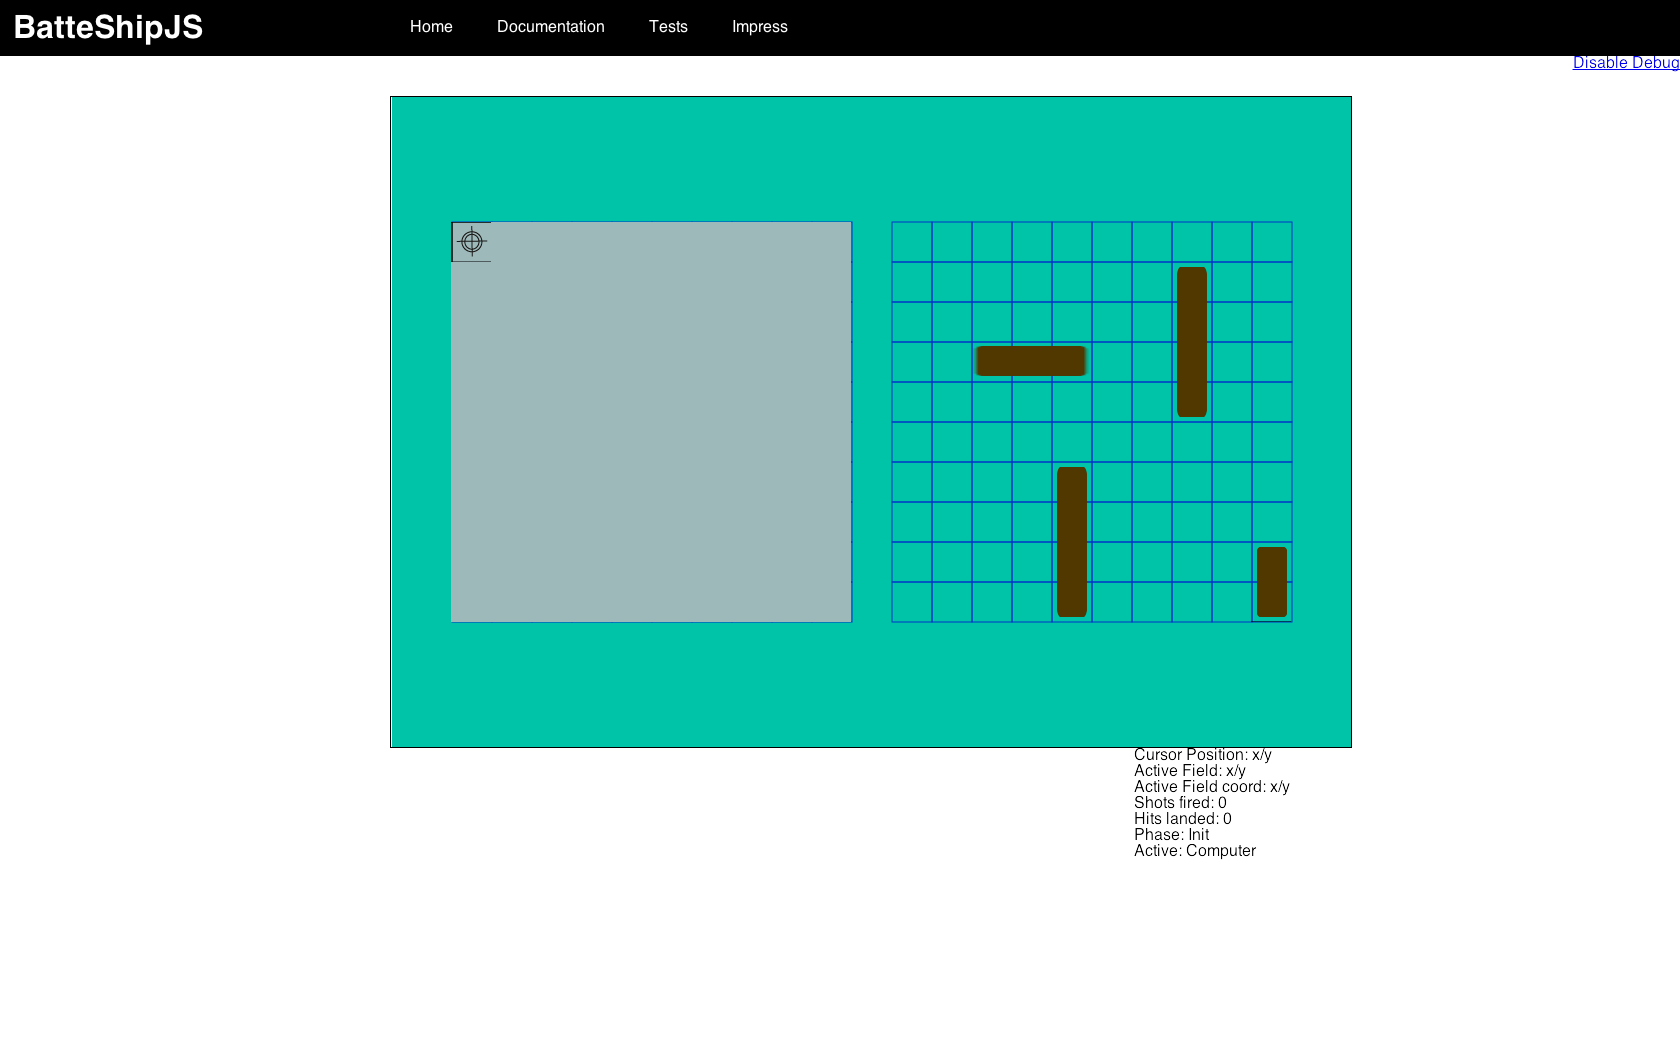 BatteShipJS
Home Documentation Tests Impress
Disable Debug
Cursor Position: x/y
Active Field: x/y
Active Field coord: x/y
Shots fired: 0
Hits landed: 0
Phase: Init
Active: Computer